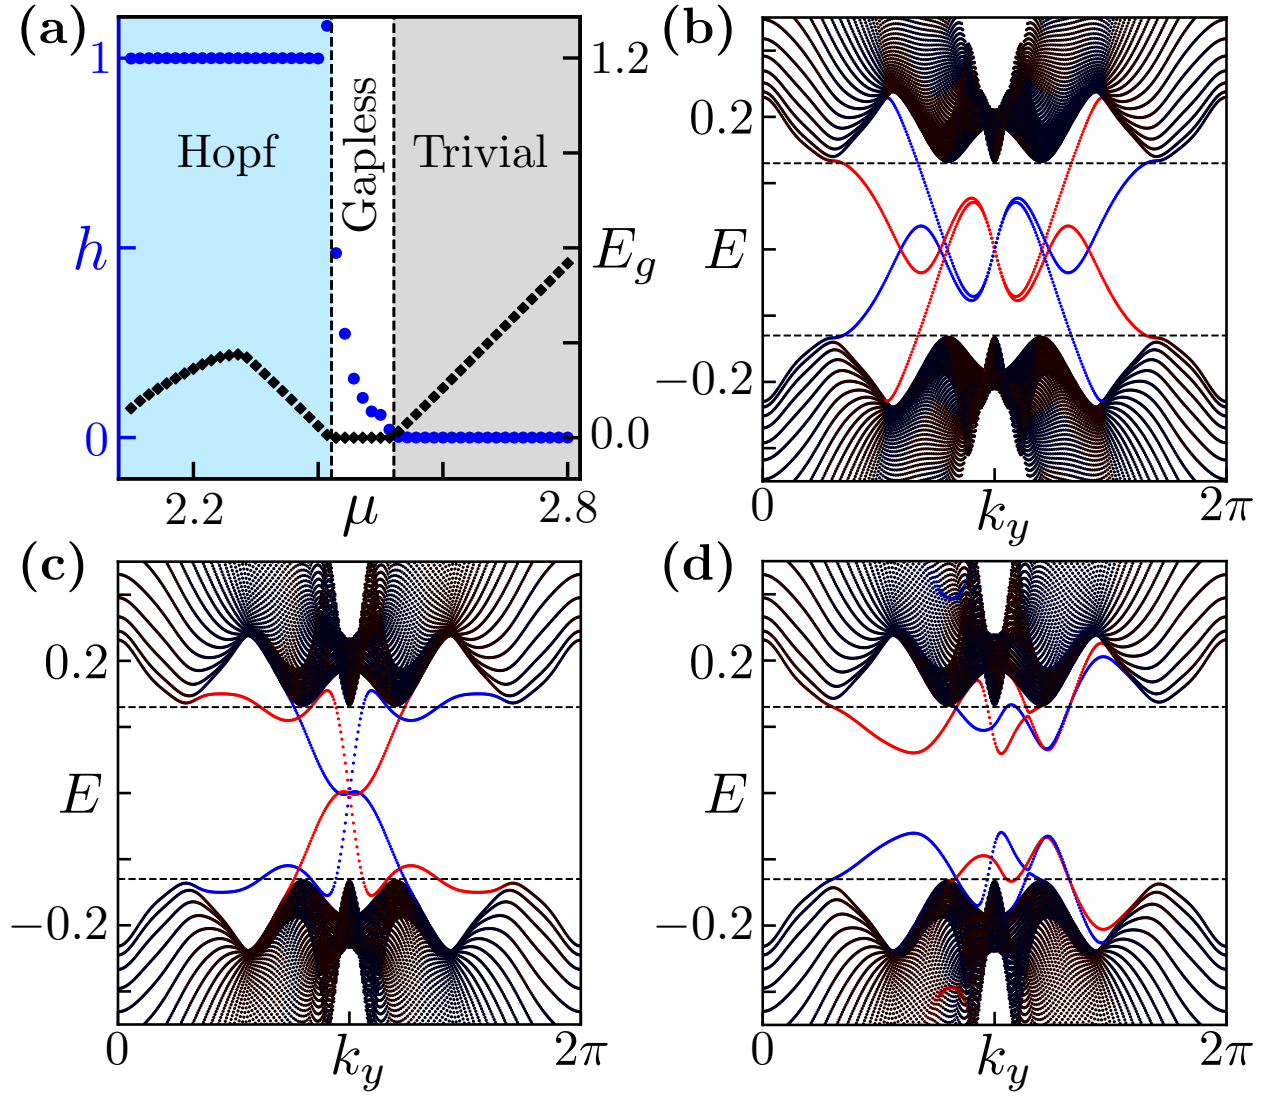 (a)
1
h
0
Hopf
Gapless
Trivial
1.2
E_g
0.0
2.2
μ
2.8
(b)
0.2
E
−0.2
0
k_y
2π
(c)
0.2
E
−0.2
0
k_y
2π
(d)
0.2
E
−0.2
0
k_y
2π